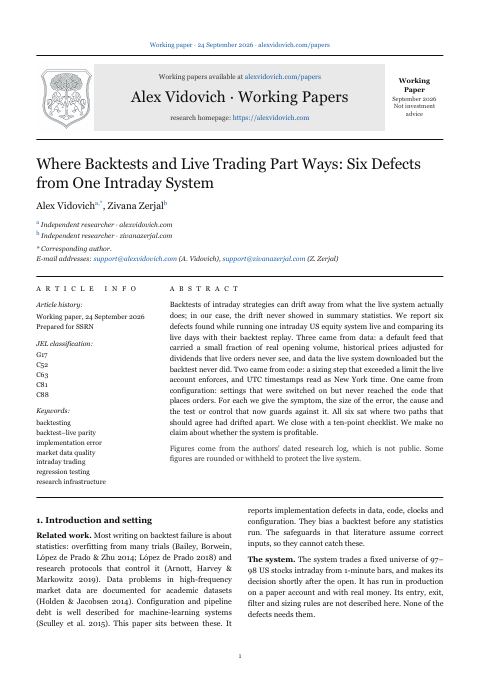 Working paper · 24 September 2026 · alexvidovich.com/papers
Working papers available at alexvidovich.com/papers
Alex Vidovich · Working Papers
research homepage: https://alexvidovich.com
Working
Paper
September 2026
Not investment
advice
Where Backtests and Live Trading Part Ways: Six Defects
from One Intraday System
Alex Vidovich a,*, Zivana Zerjal b
a Independent researcher · alexvidovich.com
b Independent researcher · zivanazerjal.com
* Corresponding author.
E-mail addresses: support@alexvidovich.com (A. Vidovich), support@zivanazerjal.com (Z. Zerjal)
ARTICLE INFO
Article history:
Working paper, 24 September 2026
Prepared for SSRN
JEL classification:
G17
C52
C63
C81
C88
Keywords:
backtesting
backtest–live parity
implementation error
market data quality
intraday trading
regression testing
research infrastructure
ABSTRACT
Backtests of intraday strategies can drift away from what the live system actually
does; in our case, the drift never showed in summary statistics. We report six
defects found while running one intraday US equity system live and comparing its
live days with their backtest replay. Three came from data: a default feed that
carried a small fraction of real opening volume, historical prices adjusted for
dividends that live orders never see, and data the live system downloaded but the
backtest never did. Two came from code: a sizing step that exceeded a limit the live
account enforces, and UTC timestamps read as New York time. One came from
configuration: settings that were switched on but never reached the code that
places orders. For each we give the symptom, the size of the error, the cause and
the test or control that now guards against it. All six sat where two paths that
should agree had drifted apart. We close with a ten-point checklist. We make no
claim about whether the system is profitable.
Figures come from the authors' dated research log, which is not public. Some
figures are rounded or withheld to protect the live system.
1. Introduction and setting
Related work. Most writing on backtest failure is about
statistics: overfitting from many trials (Bailey, Borwein,
López de Prado & Zhu 2014; López de Prado 2018) and
research protocols that control it (Arnott, Harvey &
Markowitz 2019). Data problems in high-frequency
market data are documented for academic datasets
(Holden & Jacobsen 2014). Configuration and pipeline
debt is well described for machine-learning systems
(Sculley et al. 2015). This paper sits between these. It
reports implementation defects in data, code, clocks and
configuration. They bias a backtest before any statistics
run. The safeguards in that literature assume correct
inputs, so they cannot catch these.
The system. The system trades a fixed universe of 97–
98 US stocks intraday from 1-minute bars, and makes its
decision shortly after the open. It has run in production
on a paper account and with real money. Its entry, exit,
filter and sizing rules are not described here. None of the
defects needs them.
1